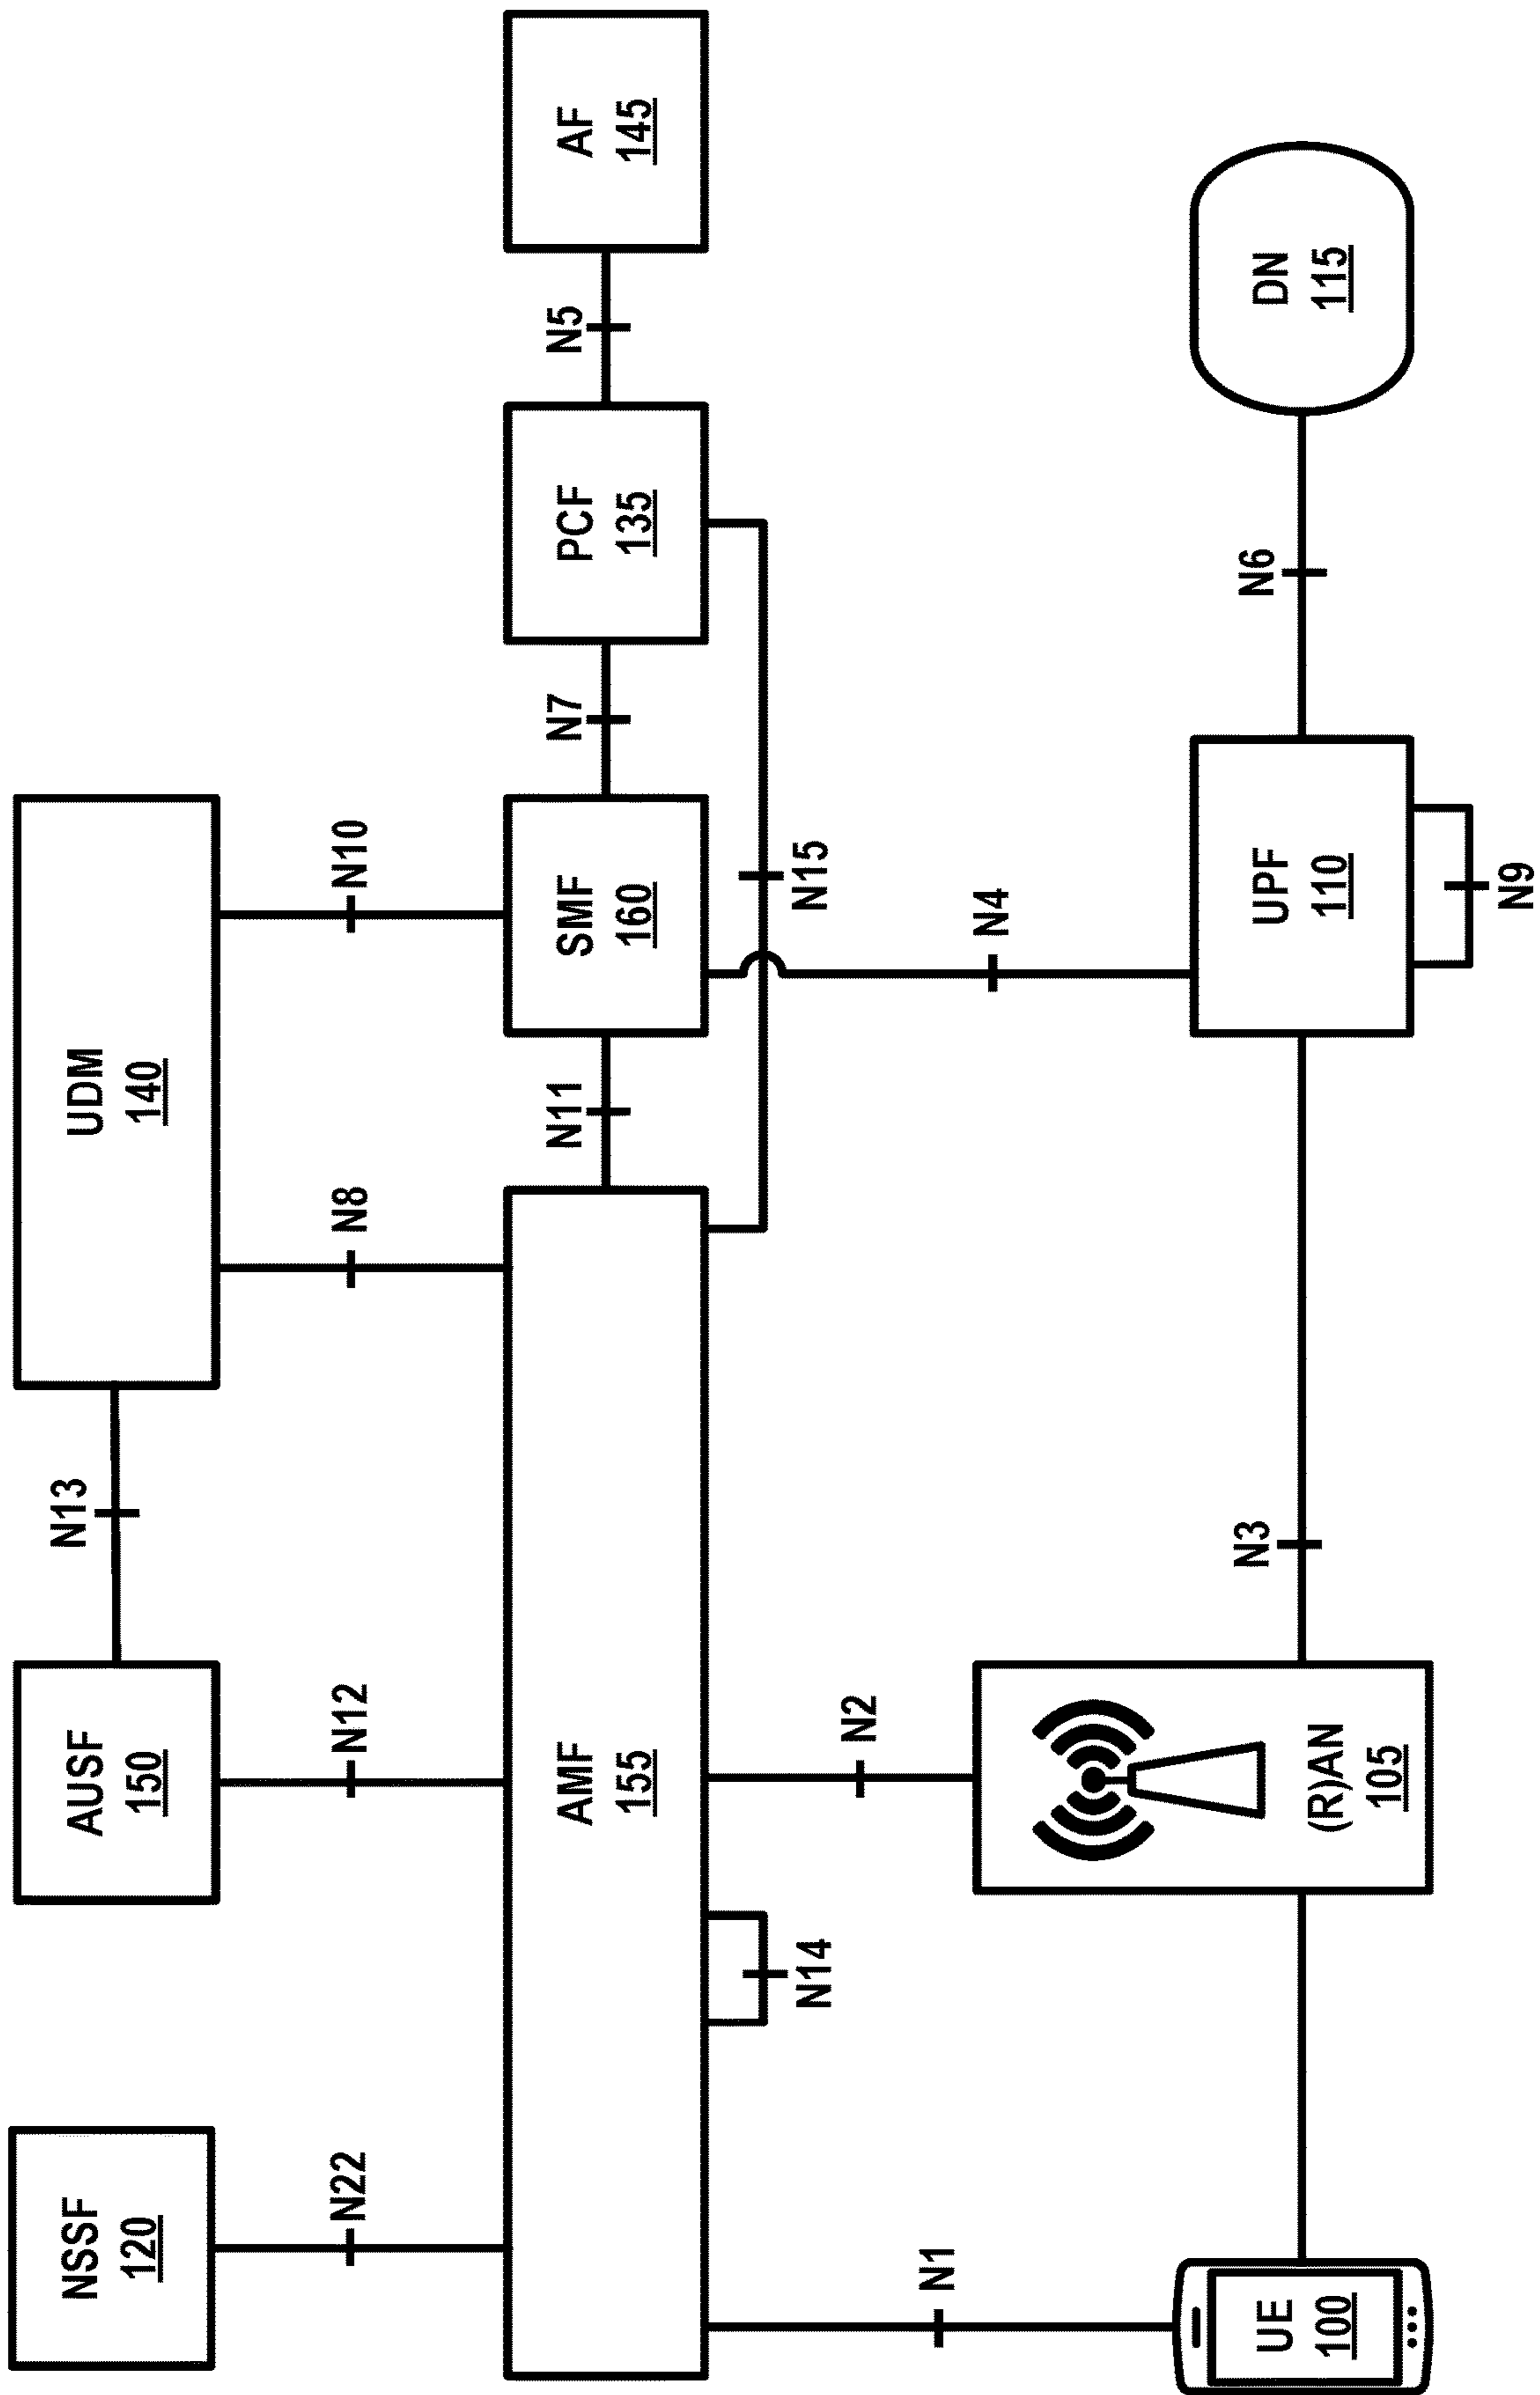 NSSF
120
AUSF
150
UDM
140
N13
N22
N12
N8
N10
AMF
155
N11
SMF
160
N7
PCF
135
N5
AF
145
N14
N15
N1
N2
N4
UE
100
(R)AN
105
N3
UPF
110
N6
DN
115
N9